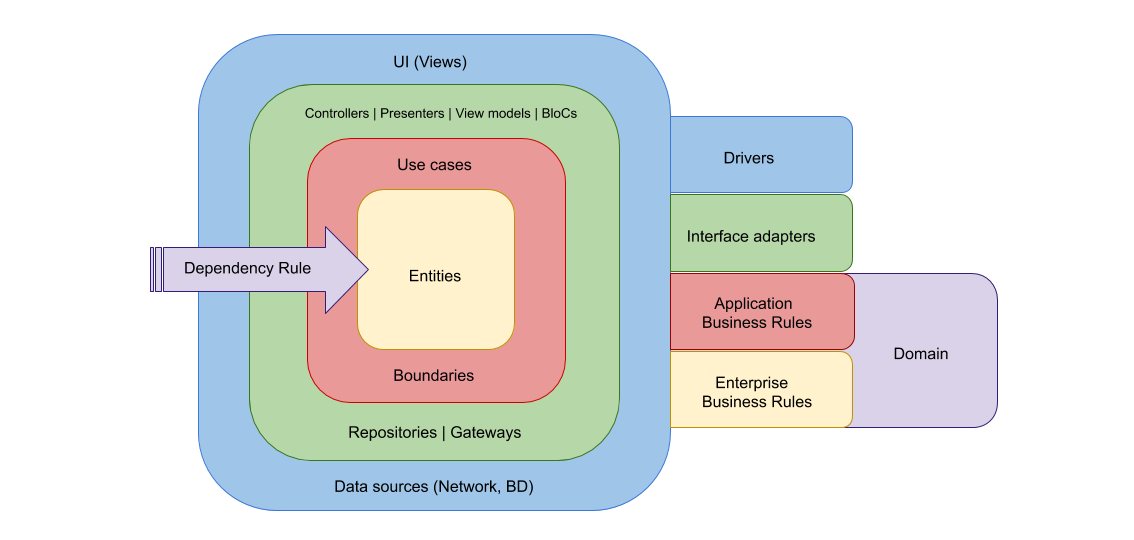 UI (Views)
Controllers | Presenters | View models | BloCs
Use cases
Dependency Rule
Entities
Boundaries
Repositories | Gateways
Data sources (Network, BD)
Drivers
Interface adapters
Application
Business Rules
Enterprise
Business Rules
Domain